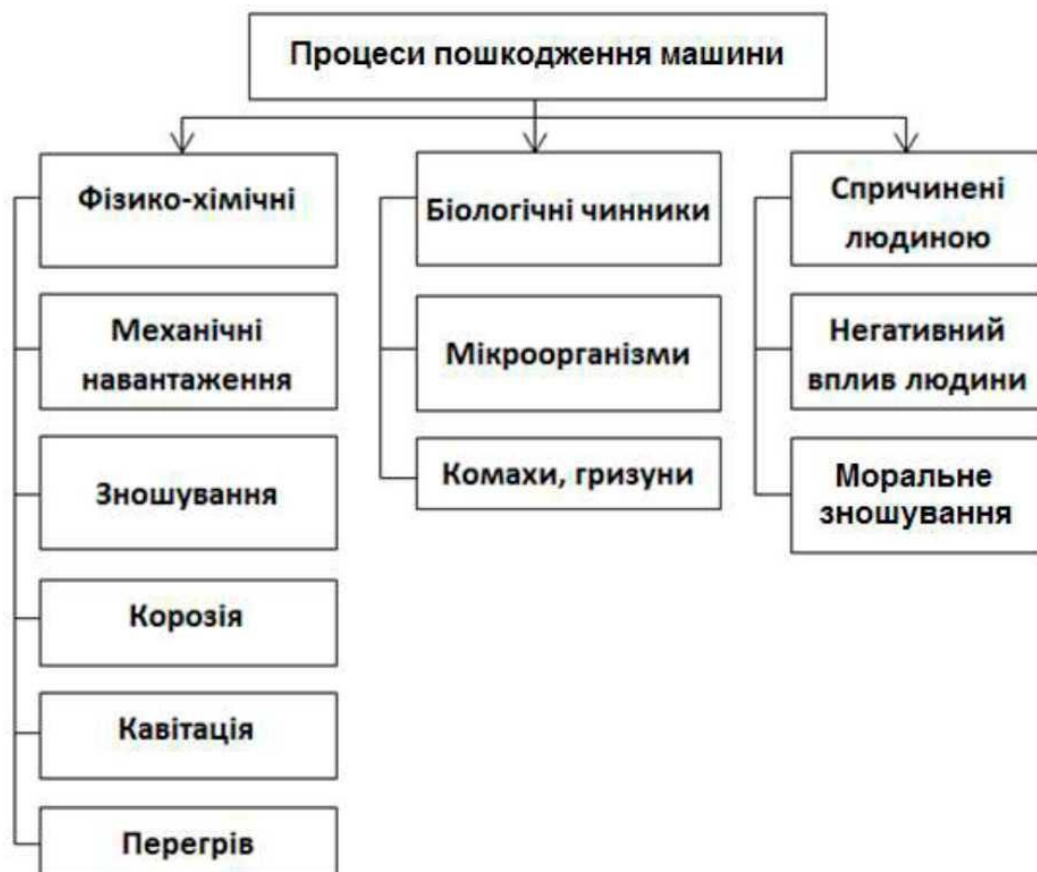 Процеси пошкодження машини
Фізико-хімічні
Механічні
навантаження
Зношування
Корозія
Кавітація
Перегрів
Біологічні чинники
Мікроорганізми
Комахи, гризуни
Спричинені
людиною
Негативний
вплив людини
Моральне
зношування